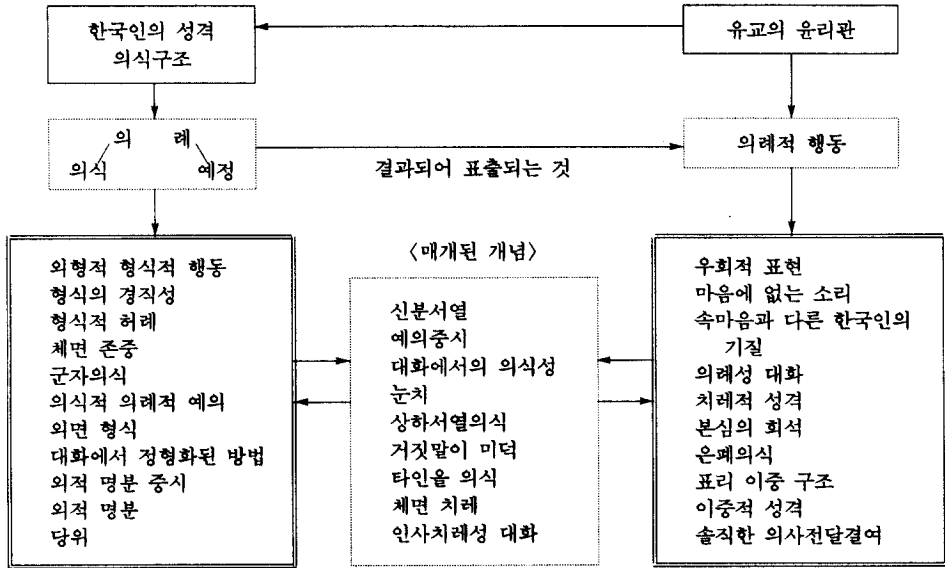 한국인의 성격
의식구조
유교의 윤리관
의 례
의식 예정
결과되어 표출되는 것
의례적 행동
외형적 형식적 행동
형식의 경직성
형식적 허례
체면 존중
군자의식
의식적 의례적 예의
외면 형식
대화에서 정형화된 방법
외적 명분 중시
외적 명분
당위
〈매개된 개념〉
신분서열
예의중시
대화에서의 의식성
눈치
상하서열의식
거짓말이 미덕
타인을 의식
체면 치레
인사치레성 대화
우회적 표현
마음에 없는 소리
속마음과 다른 한국인의
기질
의례성 대화
치레적 성격
본심의 희석
은폐의식
표리 이중 구조
이중적 성격
솔직한 의사전달결여